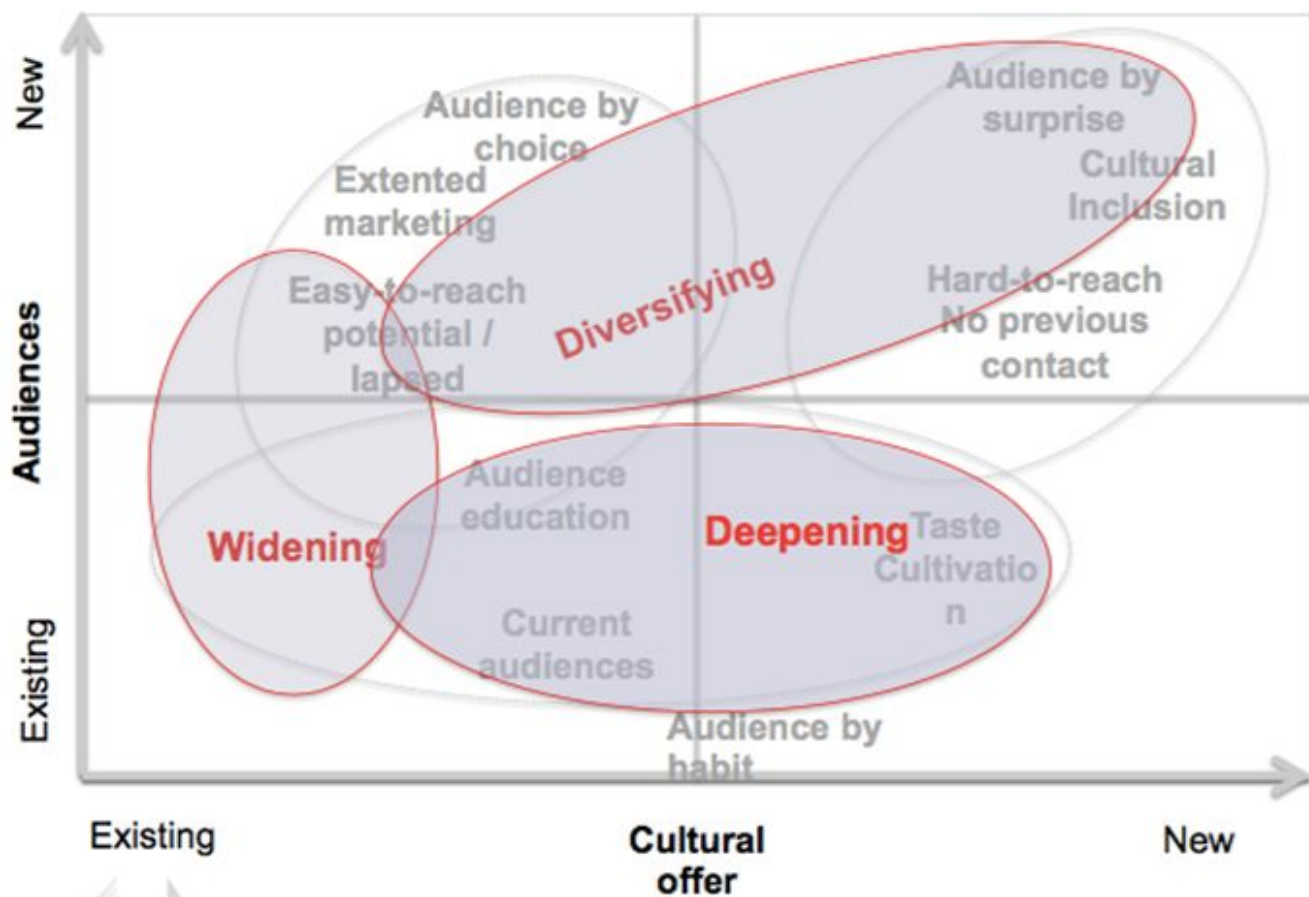 New
Audience by
choice
Audience by
surprise
Extented
marketing
Cultural
Inclusion
Easy-to-reach
potential /
lapsed
Diversifying
Hard-to-reach
No previous
contact
Audiences
Audience
education
Widening
Deepening
Taste
Cultivatio
n
Current
audiences
Existing
Audience by
habit
Existing
Cultural
offer
New